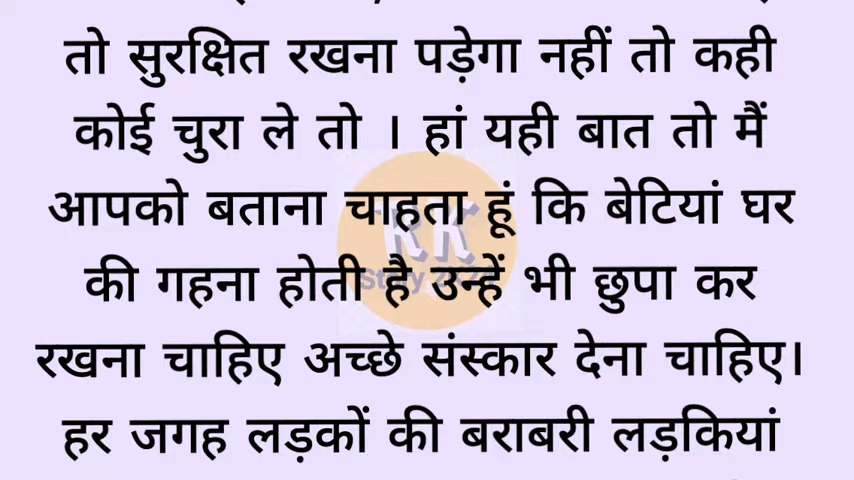 तो सुरक्षित रखना पड़ेगा नहीं तो कही
कोई चुरा ले तो । हां यही बात तो मैं
आपको बताना चाहता हूं कि बेटियां घर
की गहना होती है उन्हें भी छुपा कर
रखना चाहिए अच्छे संस्कार देना चाहिए।
हर जगह लड़कों की बराबरी लड़कियां
RK